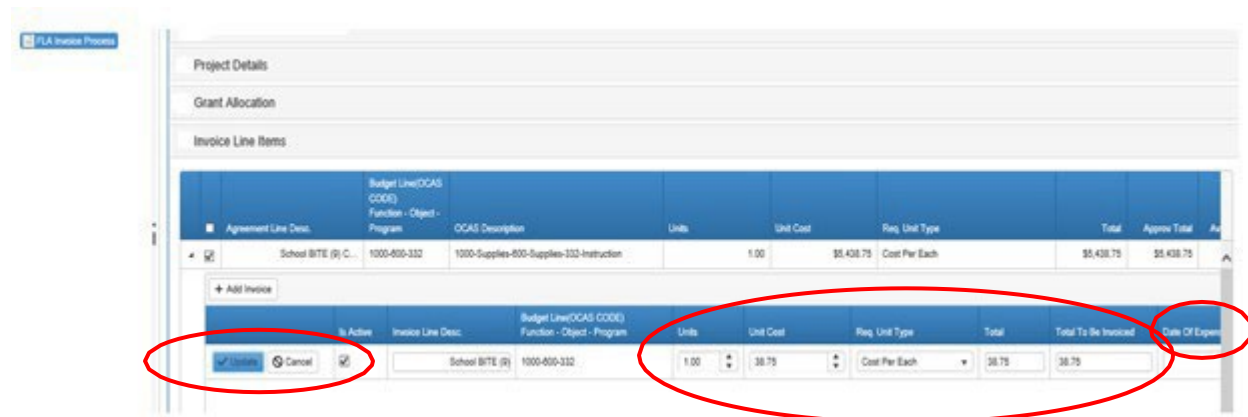 FLA Invoice Process
Project Details
Grant Allocation
Invoice Line Items
Budget Line(OCAS
CODE)
Function - Object -
Agreement Line Desc. Program OCAS Description Units Unit Cost Req. Unit Type Total Approv Total
School BITE (9) C... 1000-600-332 1000-Supplies-600-Supplies-332-Instruction 1.00 $5,438.75 Cost Per Each $5,438.75 $5,438.75
+ Add Invoice
Budget Line(OCAS CODE)
Is Active Invoice Line Desc. Function - Object - Program Units Unit Cost Req. Unit Type Total Total To Be Invoiced Date Of Expen
Update Cancel School BITE (9) 1000-600-332 1.00 38.75 Cost Per Each 38.75 38.75